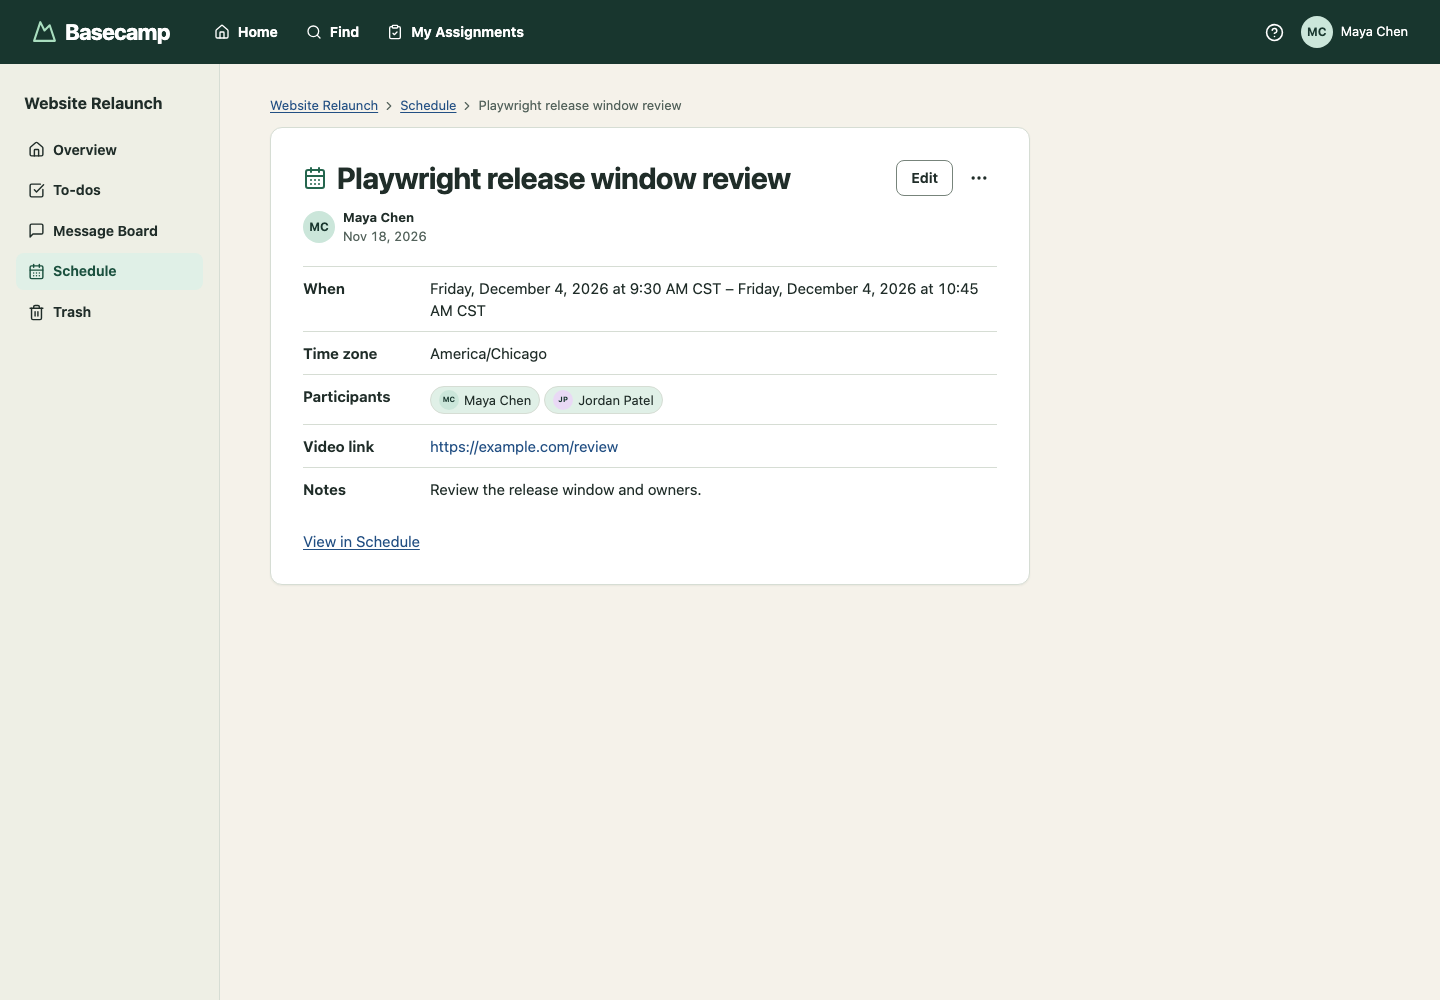 Basecamp
Home
Find
My Assignments
MC
Maya Chen
Website Relaunch
Overview
To-dos
Message Board
Schedule
Trash
Website Relaunch > Schedule > Playwright release window review
Playwright release window review
Edit
MC
Maya Chen
Nov 18, 2026
When
Friday, December 4, 2026 at 9:30 AM CST – Friday, December 4, 2026 at 10:45
AM CST
Time zone
America/Chicago
Participants
MC Maya Chen
JP Jordan Patel
Video link
https://example.com/review
Notes
Review the release window and owners.
View in Schedule